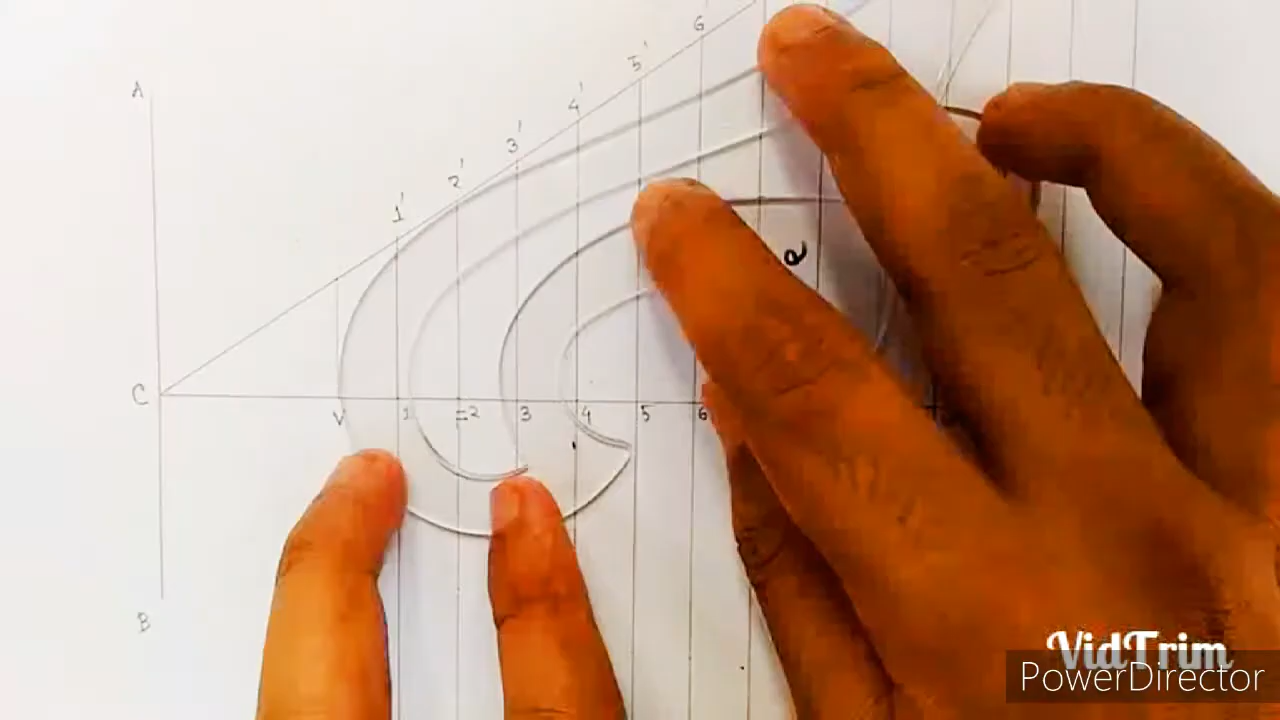 A
6'
5'
4'
3'
2'
1'
C
V 1 2 3 4 5 6
e
B
VidTrim
PowerDirector